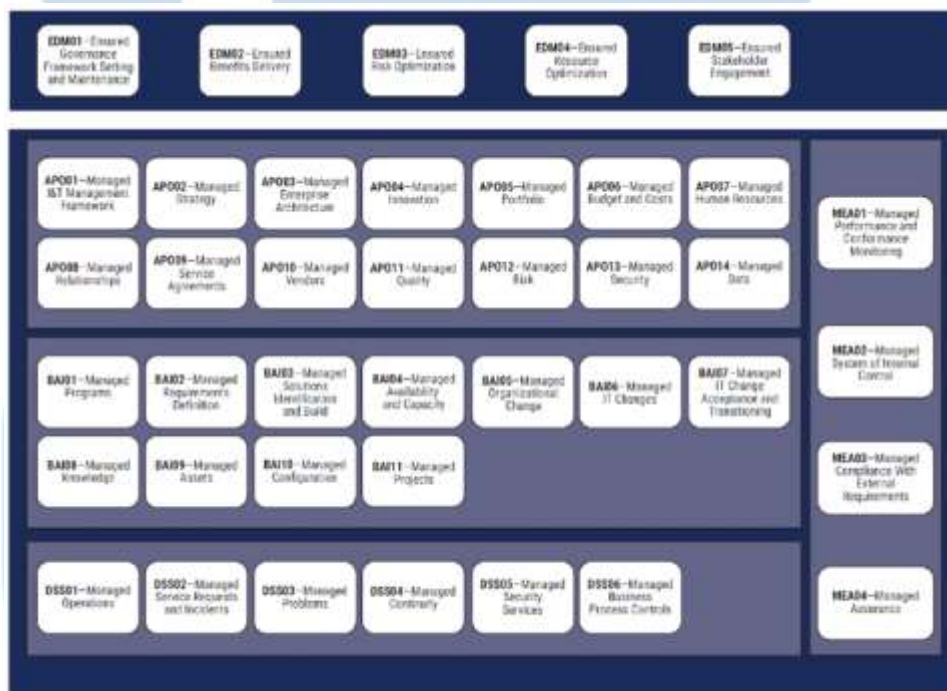 EDM01—Ensured
Governance
Framework Setting
and Maintenance
EDM02—Ensured
Benefits Delivery
EDM03—Ensured
Risk Optimization
EDM04—Ensured
Resource
Optimization
EDM05—Ensured
Stakeholder
Engagement
APO01—Managed
I&T Management
Framework
APO02—Managed
Strategy
APO03—Managed
Enterprise
Architecture
APO04—Managed
Innovation
APO05—Managed
Portfolio
APO06—Managed
Budget and Costs
APO07—Managed
Human Resources
APO08—Managed
Relationships
APO09—Managed
Service
Agreements
APO10—Managed
Vendors
APO11—Managed
Quality
APO12—Managed
Risk
APO13—Managed
Security
APO14—Managed
Data
BAI01—Managed
Programs
BAI02—Managed
Requirements
Definition
BAI03—Managed
Solutions
Identification
and Build
BAI04—Managed
Availability
and Capacity
BAI05—Managed
Organizational
Change
BAI06—Managed
IT Changes
BAI07—Managed
IT Change
Acceptance and
Transitioning
BAI08—Managed
Knowledge
BAI09—Managed
Assets
BAI10—Managed
Configuration
BAI11—Managed
Projects
DSS01—Managed
Operations
DSS02—Managed
Service Requests
and Incidents
DSS03—Managed
Problems
DSS04—Managed
Continuity
DSS05—Managed
Security
Services
DSS06—Managed
Business
Process Controls
MEA01—Managed
Performance and
Conformance
Monitoring
MEA02—Managed
System of Internal
Control
MEA03—Managed
Compliance With
External
Requirements
MEA04—Managed
Assurance